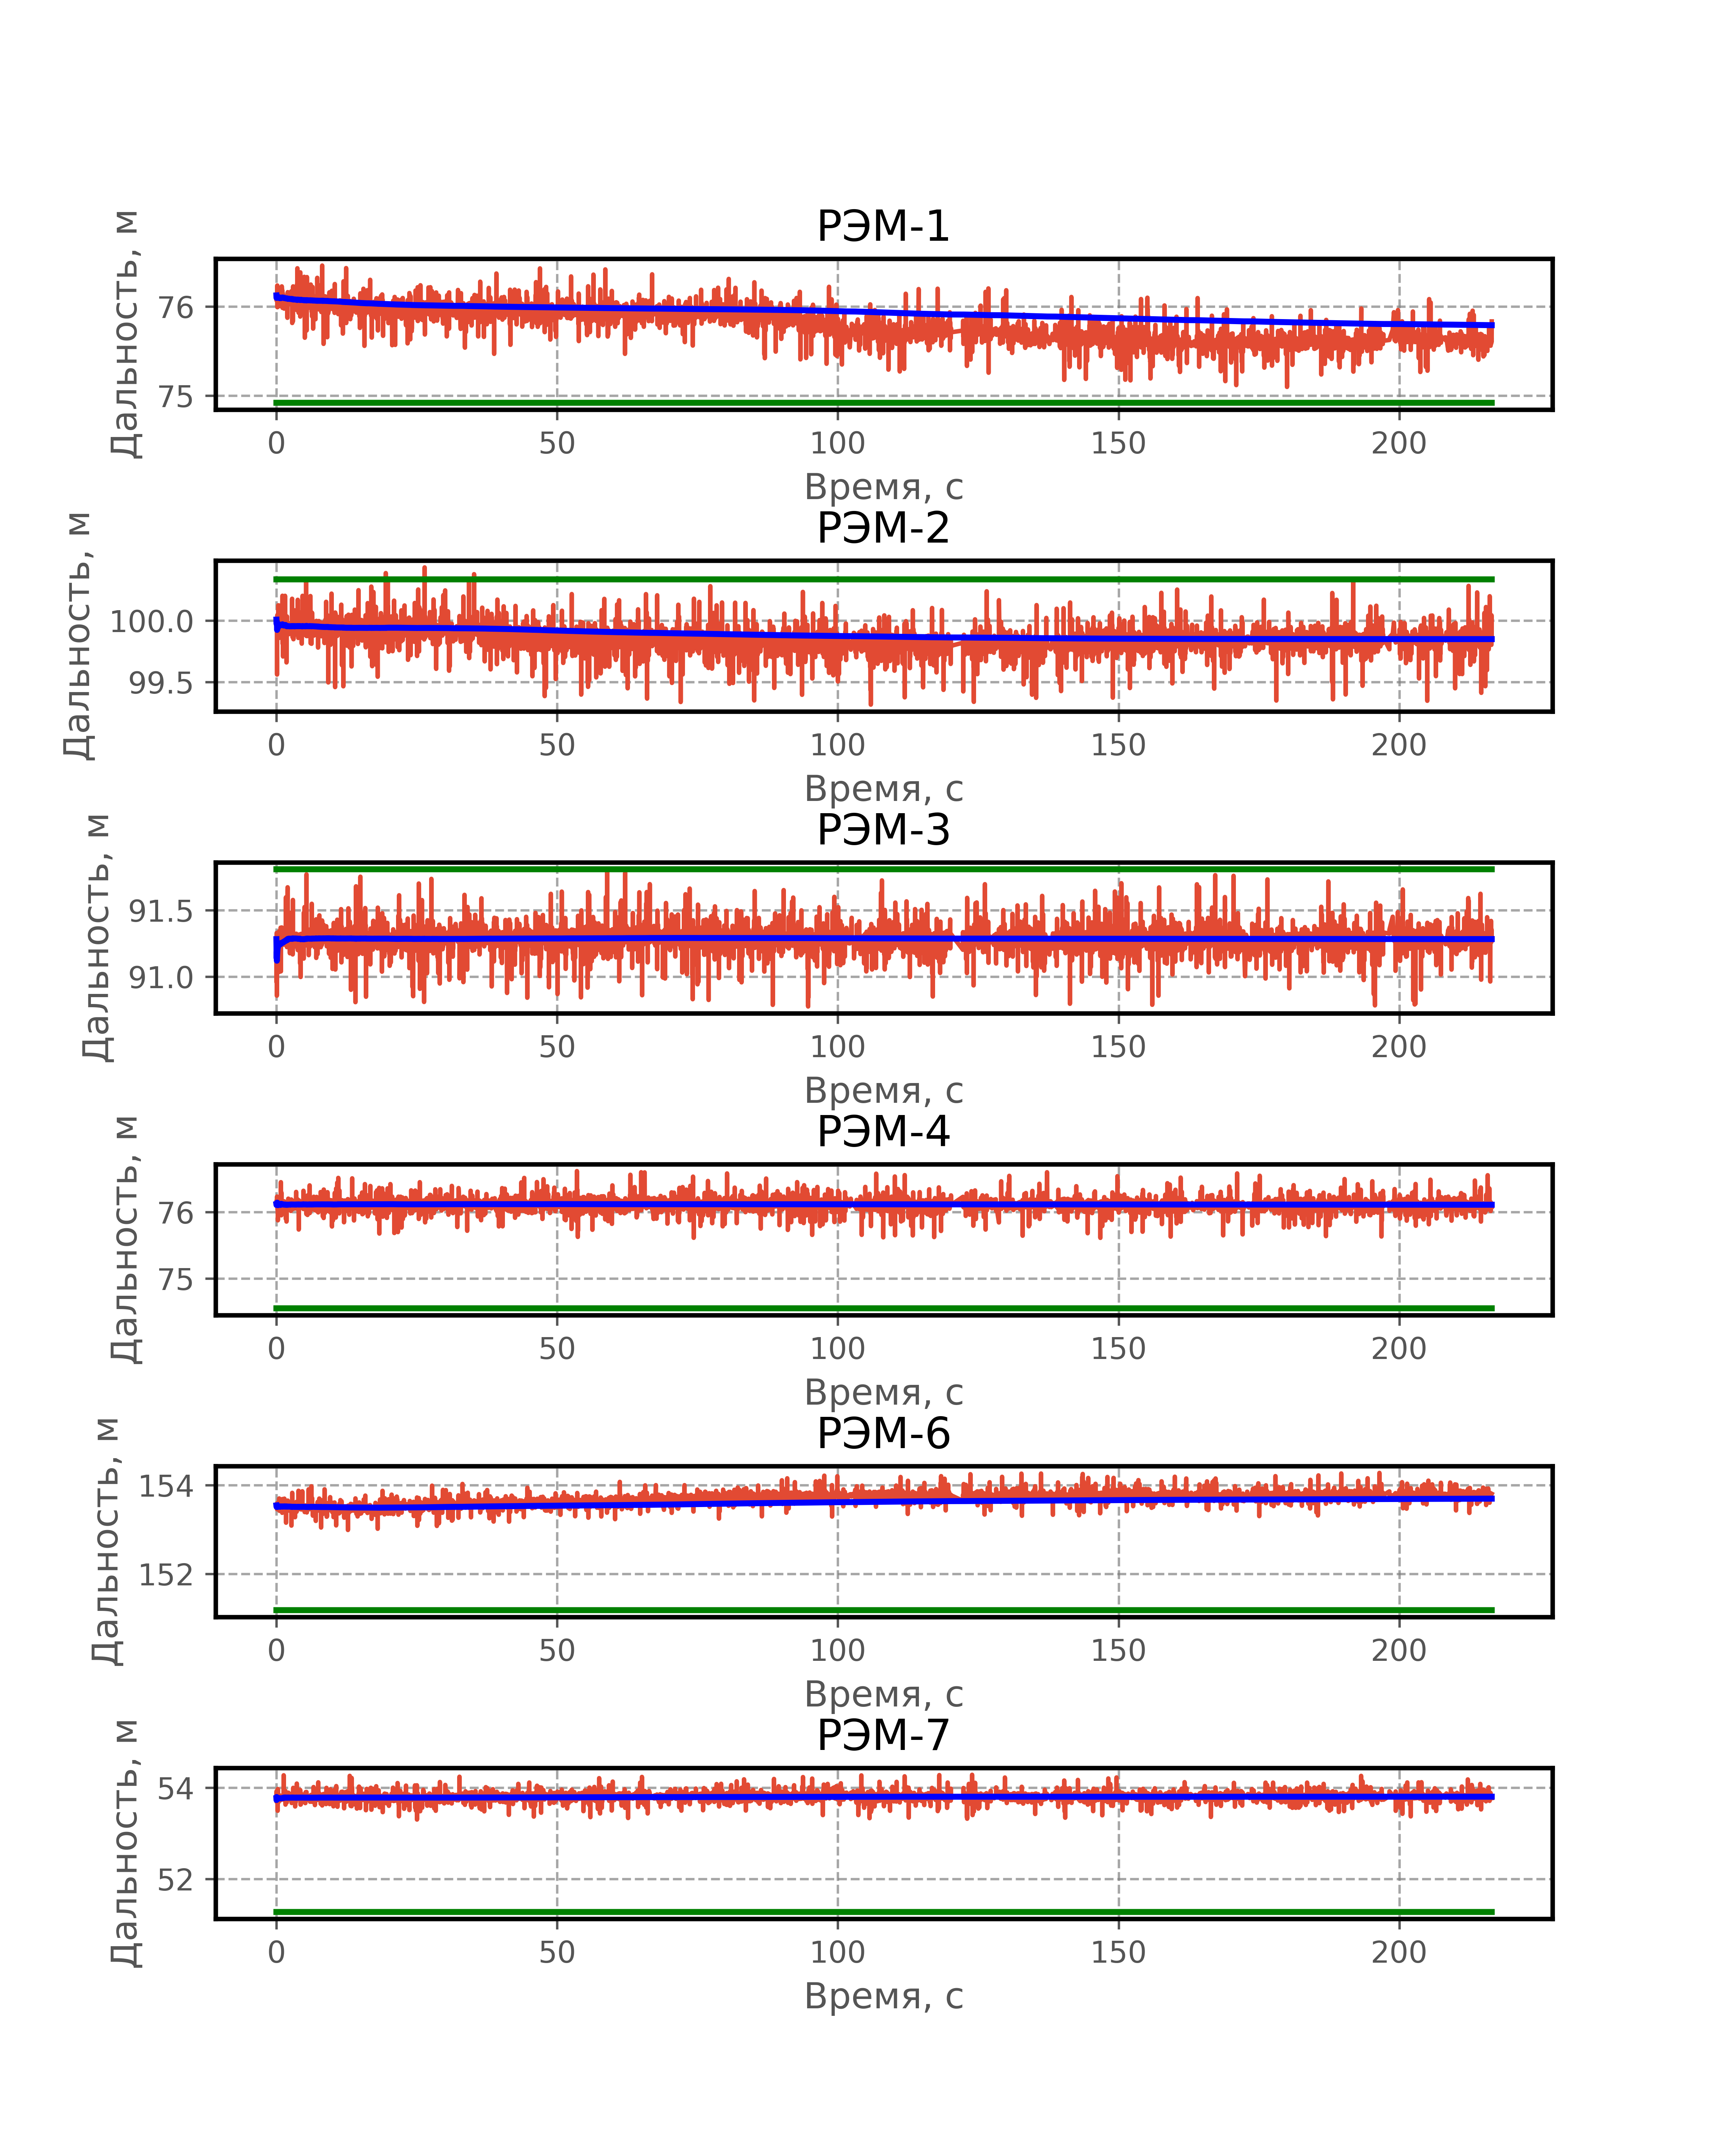 РЭМ-1
Дальность, м
76
75
0 50 100 150 200
Время, с
РЭМ-2
Дальность, м
100.0
99.5
0 50 100 150 200
Время, с
РЭМ-3
Дальность, м
91.5
91.0
0 50 100 150 200
Время, с
РЭМ-4
Дальность, м
76
75
0 50 100 150 200
Время, с
РЭМ-6
Дальность, м
154
152
0 50 100 150 200
Время, с
РЭМ-7
Дальность, м
54
52
0 50 100 150 200
Время, с